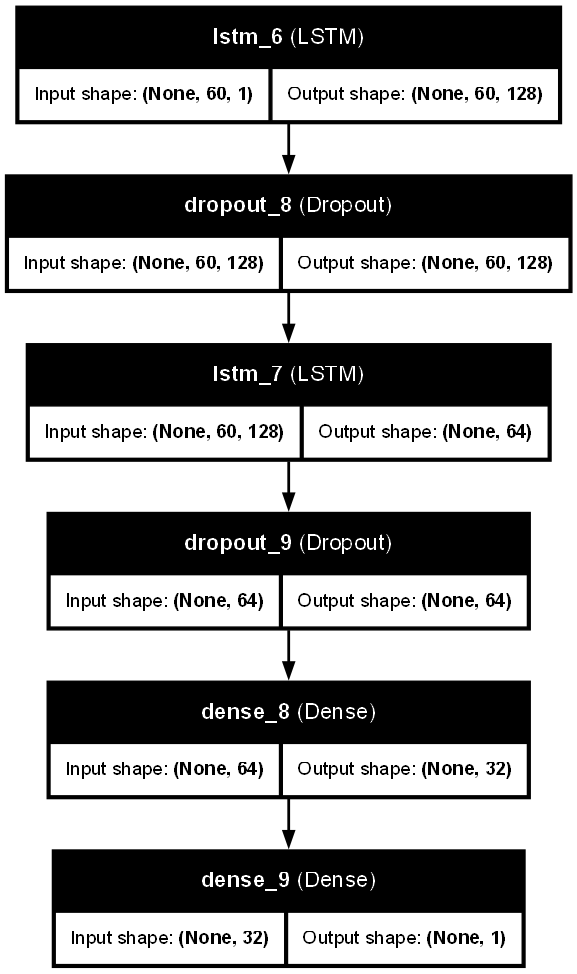 lstm_6 (LSTM)
Input shape: (None, 60, 1) Output shape: (None, 60, 128)
dropout_8 (Dropout)
Input shape: (None, 60, 128) Output shape: (None, 60, 128)
lstm_7 (LSTM)
Input shape: (None, 60, 128) Output shape: (None, 64)
dropout_9 (Dropout)
Input shape: (None, 64) Output shape: (None, 64)
dense_8 (Dense)
Input shape: (None, 64) Output shape: (None, 32)
dense_9 (Dense)
Input shape: (None, 32) Output shape: (None, 1)